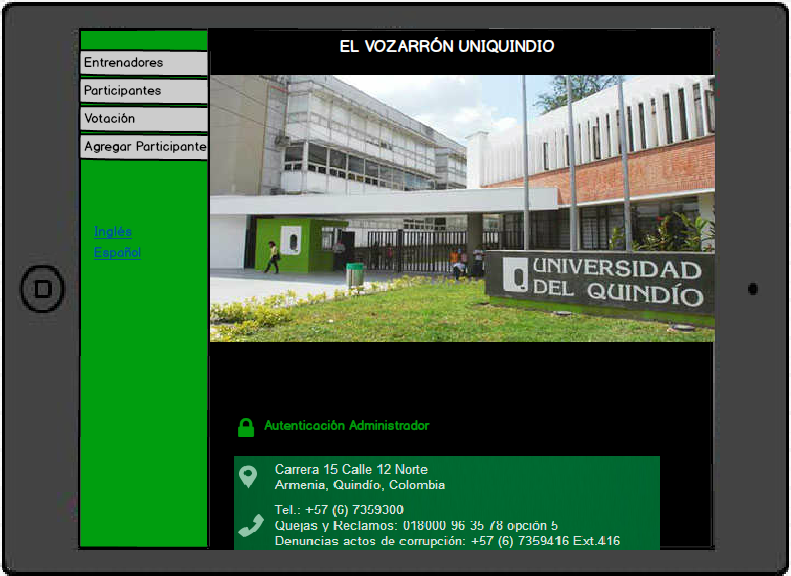 EL VOZARRÓN UNIQUINDIO
Entrenadores
Participantes
Votación
Agregar Participante
Inglés
Español
UNIVERSIDAD
DEL QUINDÍO
Autenticación Administrador
Carrera 15 Calle 12 Norte
Armenia, Quindío, Colombia
Tel.: +57 (6) 7359300
Quejas y Reclamos: 018000 96 35 78 opción 5
Denuncias actos de corrupción: +57 (6) 7359416 Ext.416